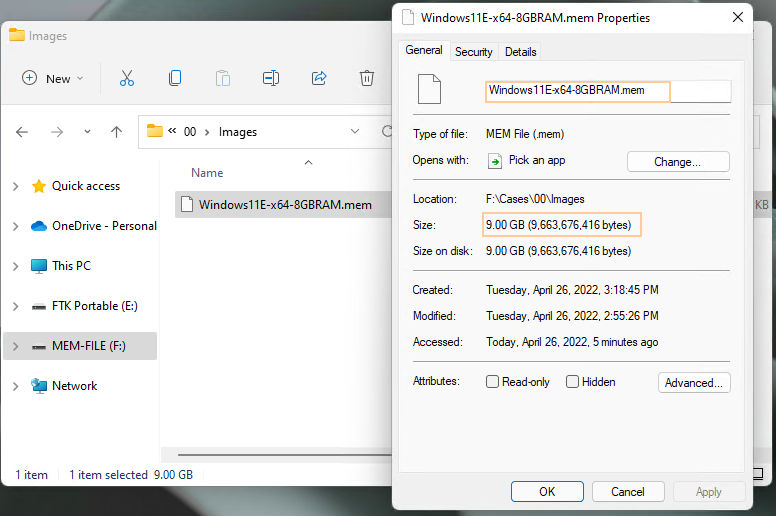 Images
New
00 › Images
Name
Quick access
OneDrive - Personal
This PC
FTK Portable (E:)
MEM-FILE (F:)
Network
Windows11E-x64-8GBRAM.mem
KB
1 item 1 item selected 9.00 GB
Windows11E-x64-8GBRAM.mem Properties
General Security Details
Windows11E-x64-8GBRAM.mem
Type of file: MEM File (.mem)
Opens with: Pick an app Change...
Location: F:\Cases\00\Images
Size: 9.00 GB (9,663,676,416 bytes)
Size on disk: 9.00 GB (9,663,676,416 bytes)
Created: Tuesday, April 26, 2022, 3:18:45 PM
Modified: Tuesday, April 26, 2022, 2:55:26 PM
Accessed: Today, April 26, 2022, 5 minutes ago
Attributes: Read-only Hidden Advanced...
OK Cancel Apply